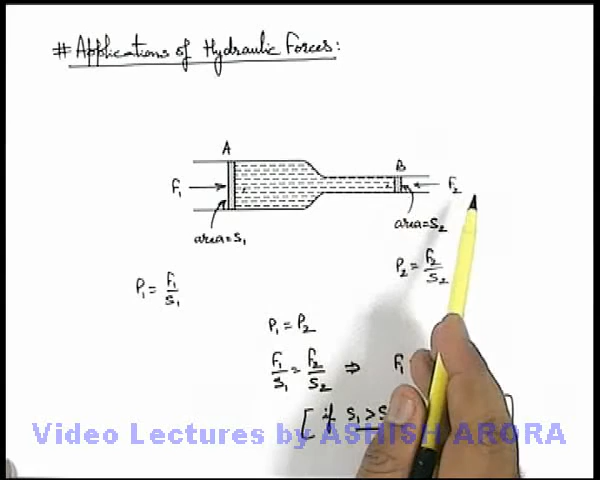 # Applications of Hydraulic Forces:
A
B
F₁
F₂
area=S₁
area=S₂
P₁ = F₁/S₁
P₂ = F₂/S₂
P₁ = P₂
F₁/S₁ = F₂/S₂ ⇒ F₁
[ if S₁ > S
Video Lectures by ASHISH ARORA